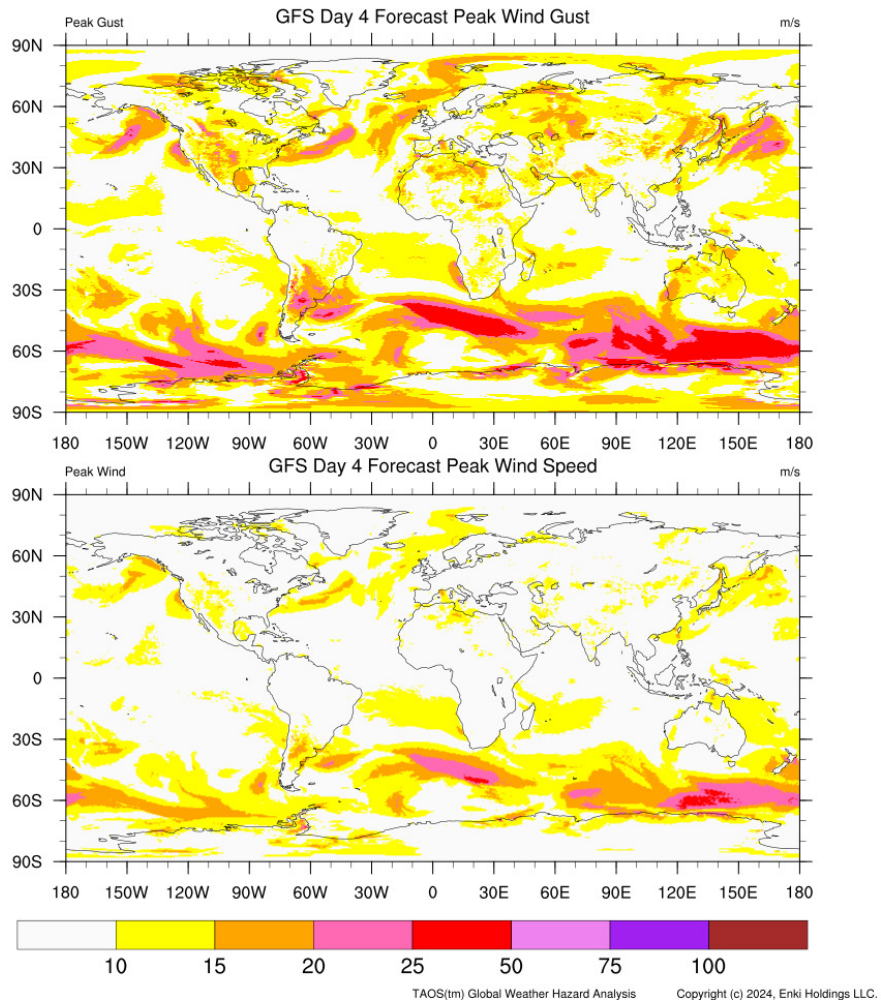 GFS Day 4 Forecast Peak Wind Gust
Peak Gust
m/s
90N
60N
30N
0
30S
60S
90S
180 150W 120W 90W 60W 30W 0 30E 60E 90E 120E 150E 180
GFS Day 4 Forecast Peak Wind Speed
Peak Wind
m/s
90N
60N
30N
0
30S
60S
90S
180 150W 120W 90W 60W 30W 0 30E 60E 90E 120E 150E 180
10 15 20 25 50 75 100
TAOS(tm) Global Weather Hazard Analysis Copyright (c) 2024, Enki Holdings LLC.